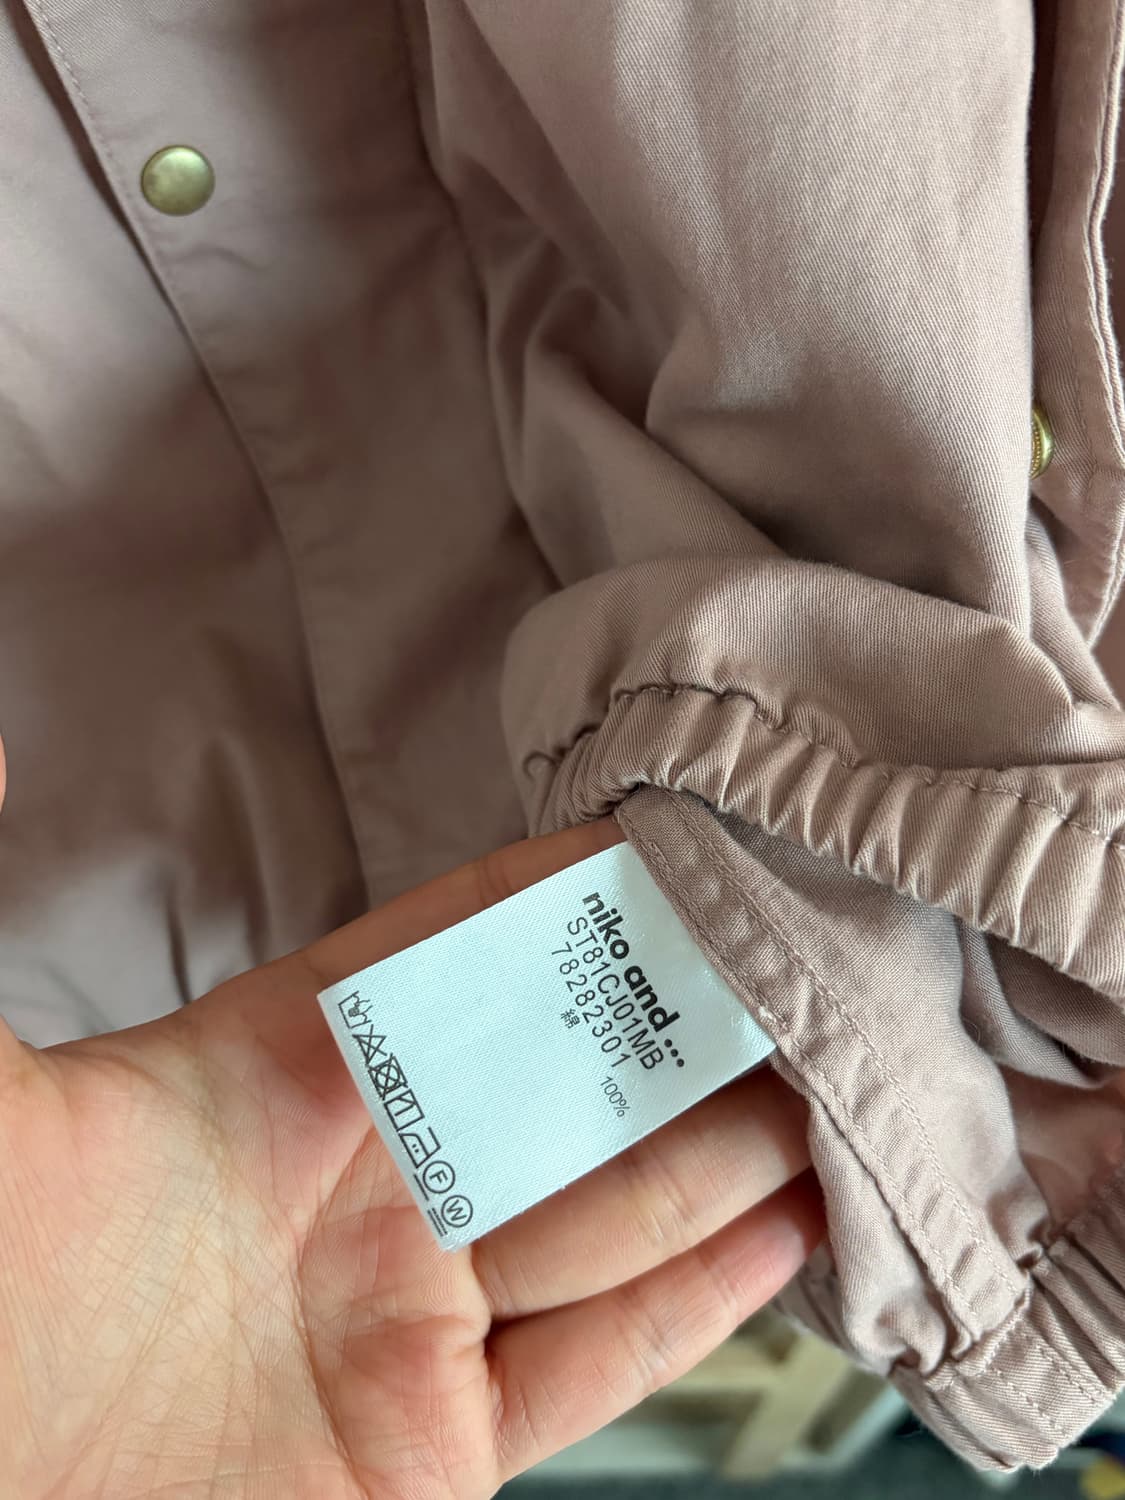 niko and...
ST81CJ01MB
78282301
綿 100%
F W